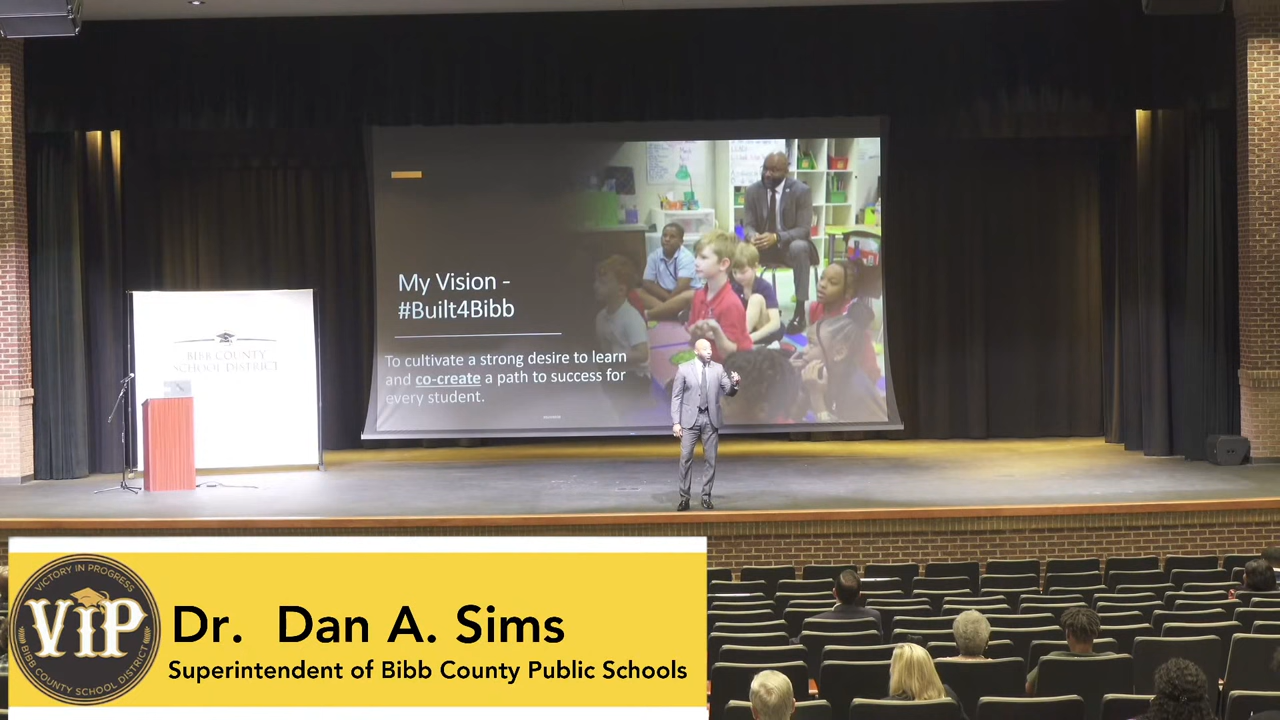 My Vision -
#Built4Bibb
To cultivate a strong desire to learn
and co-create a path to success for
every student.
BIBB COUNTY
SCHOOL DISTRICT
VICTORY IN PROGRESS
VIP
BIBB COUNTY SCHOOL DISTRICT
Dr. Dan A. Sims
Superintendent of Bibb County Public Schools